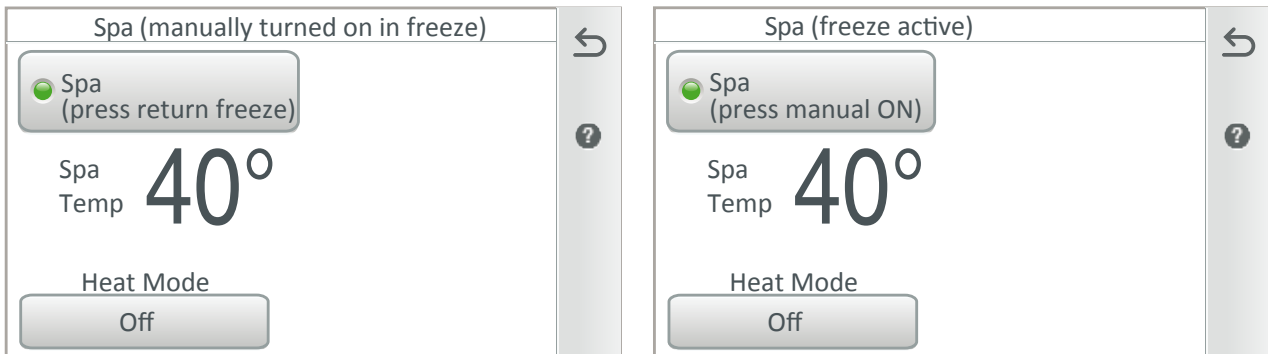 Spa (manually turned on in freeze)
Spa
(press return freeze)
Spa
Temp
40°
Heat Mode
Off
?
Spa (freeze active)
Spa
(press manual ON)
Spa
Temp
40°
Heat Mode
Off
?